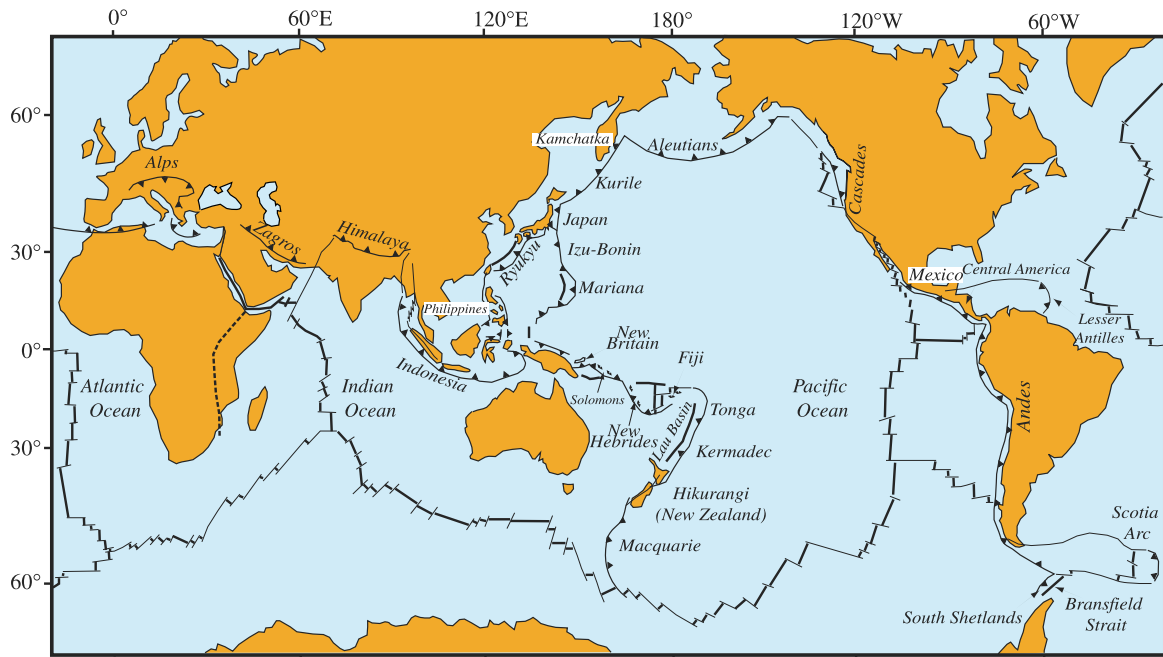 0°
60°E
120°E
180°
120°W
60°W
60°
Kamchatka
Aleutians
Alps
Cascades
Kurile
Japan
Zagros
Himalaya
30°
Ryukyu
Izu-Bonin
Mexico
Central America
Mariana
Philippines
Lesser
Antilles
New
Britain
0°
Fiji
Indonesia
Atlantic
Ocean
Indian
Ocean
Pacific
Ocean
Solomons
Tonga
Andes
New
Hebrides
Lau Basin
30°
Kermadec
Hikurangi
(New Zealand)
Scotia
Arc
Macquarie
60°
South Shetlands
Bransfield
Strait